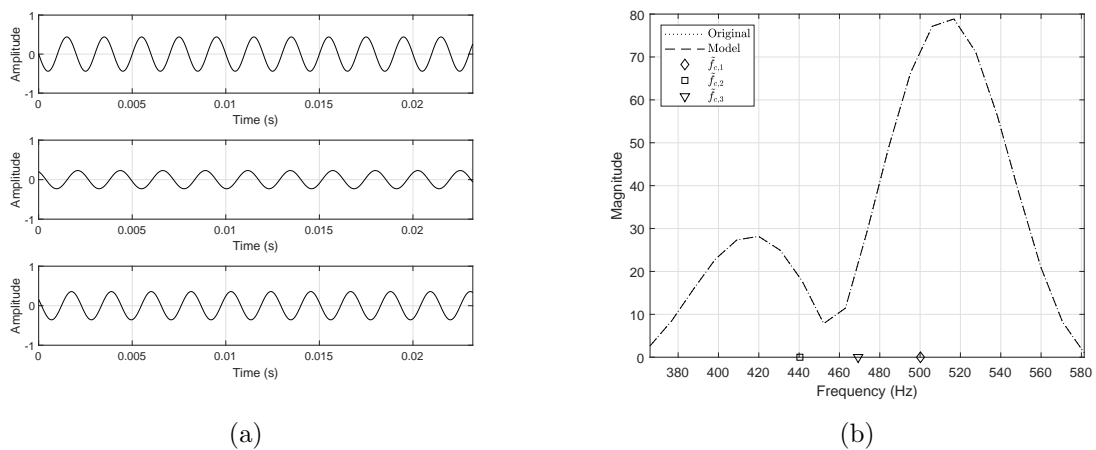 1
0
-1
Amplitude
0
0.005
0.01
0.015
0.02
Time (s)
1
0
-1
Amplitude
0
0.005
0.01
0.015
0.02
Time (s)
1
0
-1
Amplitude
0
0.005
0.01
0.015
0.02
Time (s)
(a)
80
70
60
50
40
30
20
10
0
Magnitude
Original
Model
f̃c,1
f̃c,2
f̃c,3
380 400 420 440 460 480 500 520 540 560 580
Frequency (Hz)
(b)